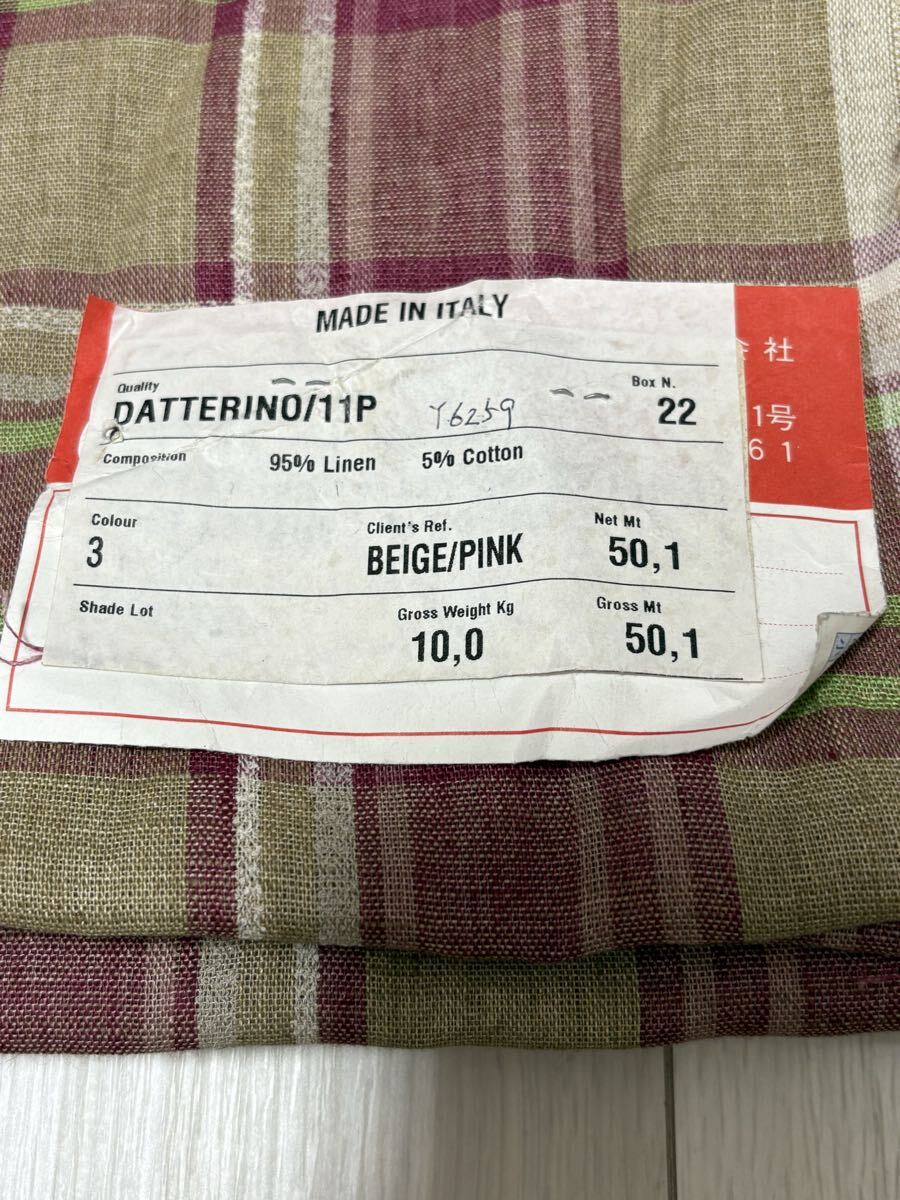 MADE IN ITALY
Quality
DATTERINO/11P
Y6259
Box N.
22
Composition 95% Linen 5% Cotton
Colour
3
Client's Ref.
BEIGE/PINK
Net Mt
50,1
Shade Lot
Gross Weight Kg
10,0
Gross Mt
50,1
社
1号
61